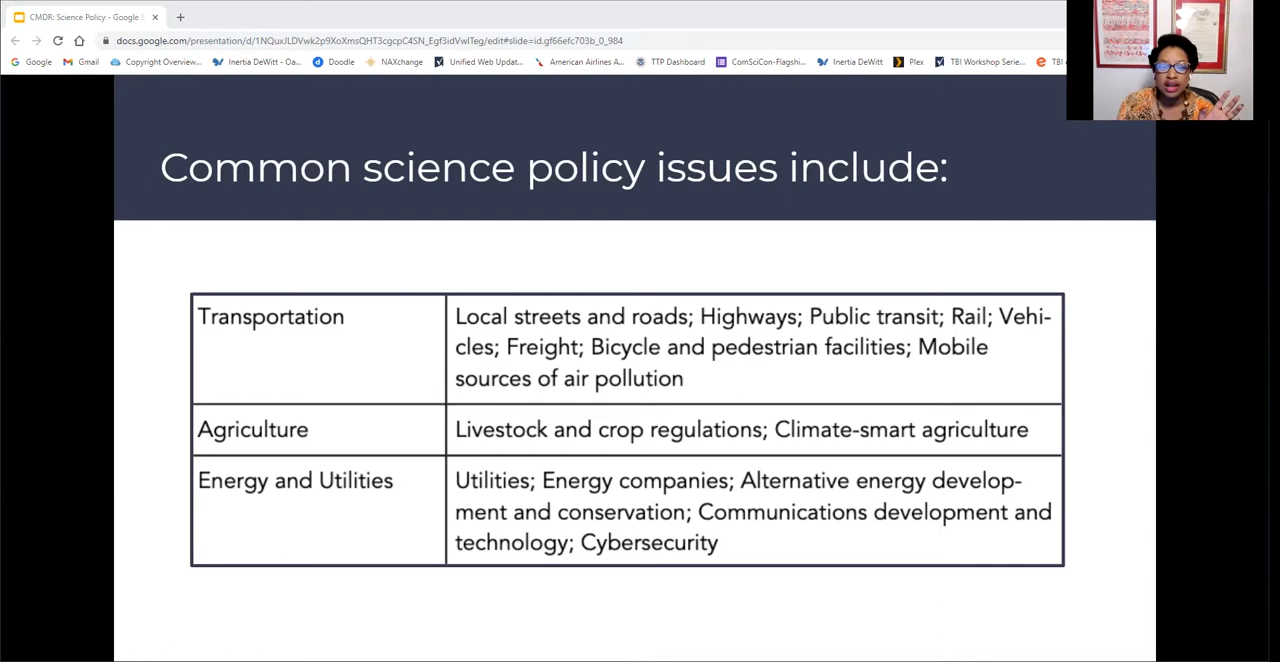 CMDR: Science Policy - Google S
docs.google.com/presentation/d/1NQuxJLDVwk2p9XoXmsQHT3cgcpOtN_EgDidVwlTeg/edit#slide=id.gf66efc703b_0_984
Google Gmail Copyright Overview... Inertia DeWitt - Oa... Doodle NAXchange Unified Web Updat... American Airlines A... TTP Dashboard ComSciCon-Flagshi... Inertia DeWitt Plex TBI Workshop Serie... TBI
Common science policy issues include:
Transportation
Local streets and roads; Highways; Public transit; Rail; Vehi-
cles; Freight; Bicycle and pedestrian facilities; Mobile
sources of air pollution
Agriculture
Livestock and crop regulations; Climate-smart agriculture
Energy and Utilities
Utilities; Energy companies; Alternative energy develop-
ment and conservation; Communications development and
technology; Cybersecurity